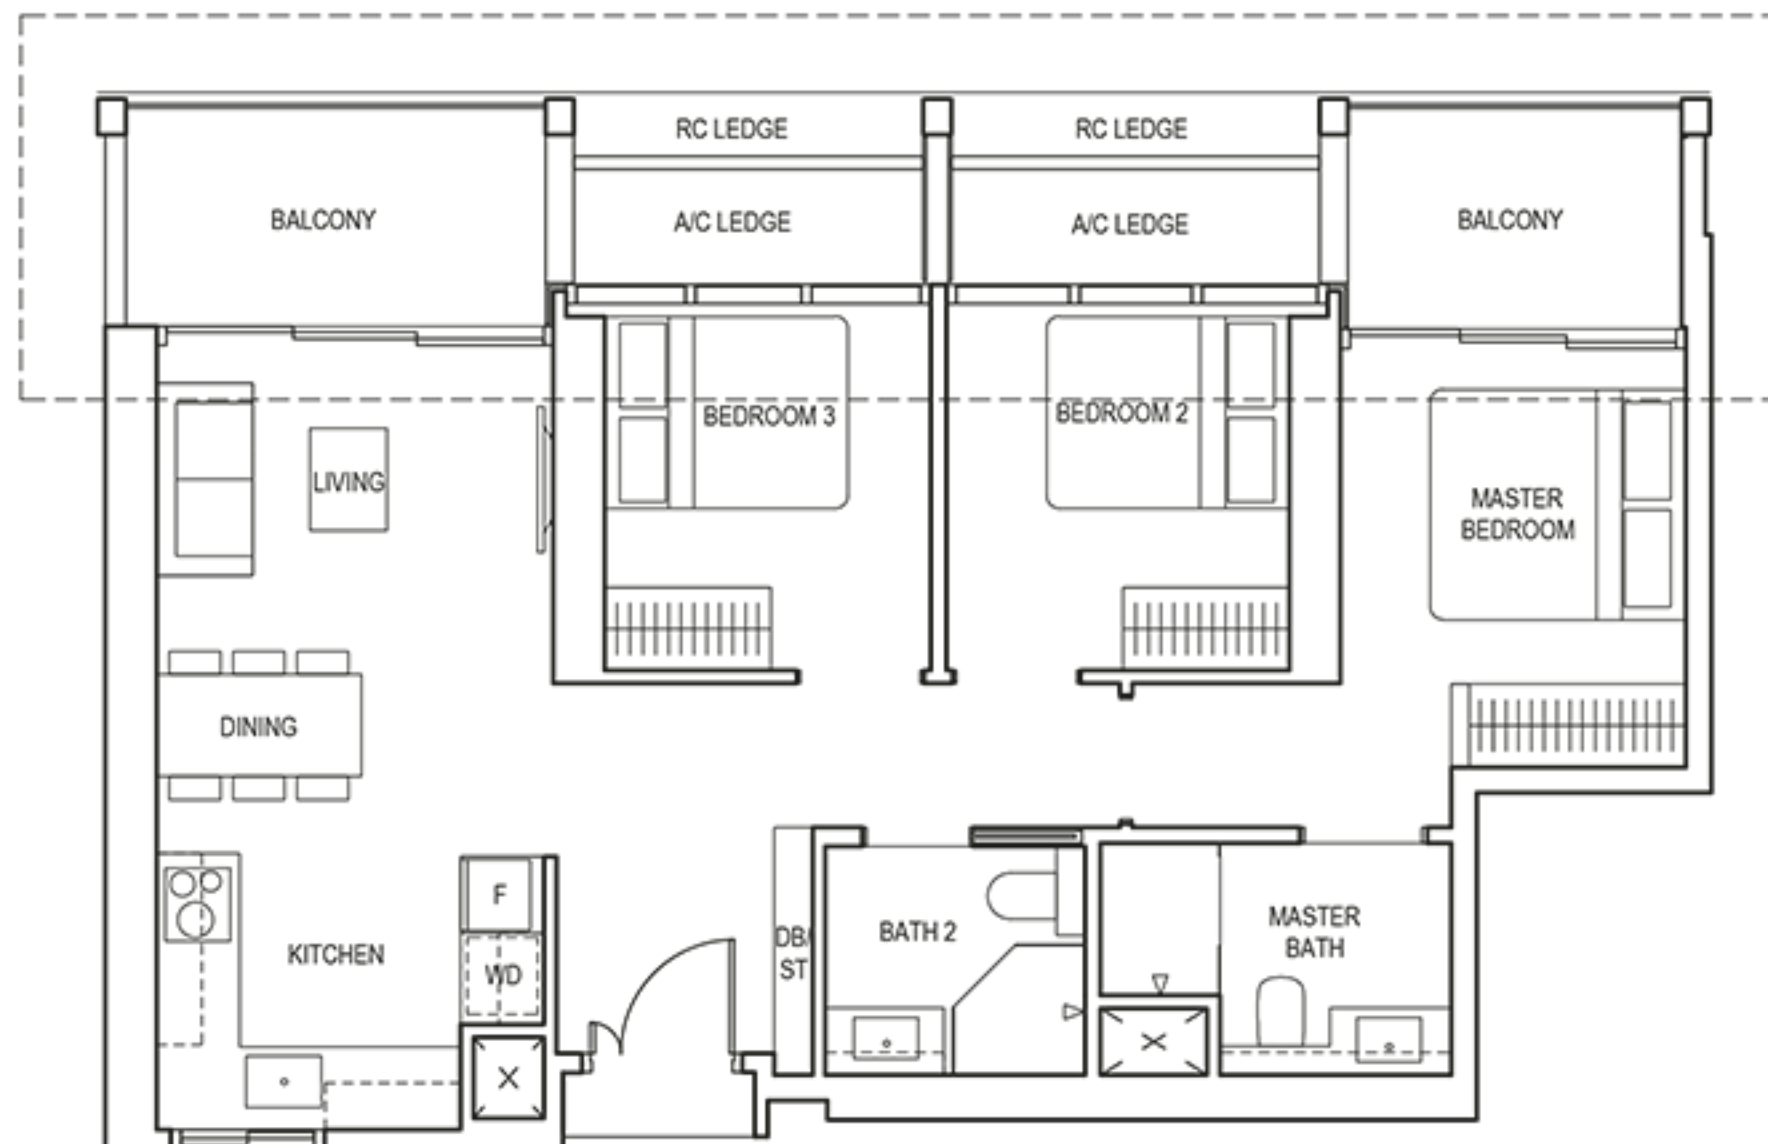 RC LEDGE
RC LEDGE
BALCONY
A/C LEDGE
A/C LEDGE
BALCONY
BEDROOM 3
BEDROOM 2
LIVING
MASTER
BEDROOM
DINING
F
KITCHEN
WD
DB/
ST
BATH 2
MASTER
BATH